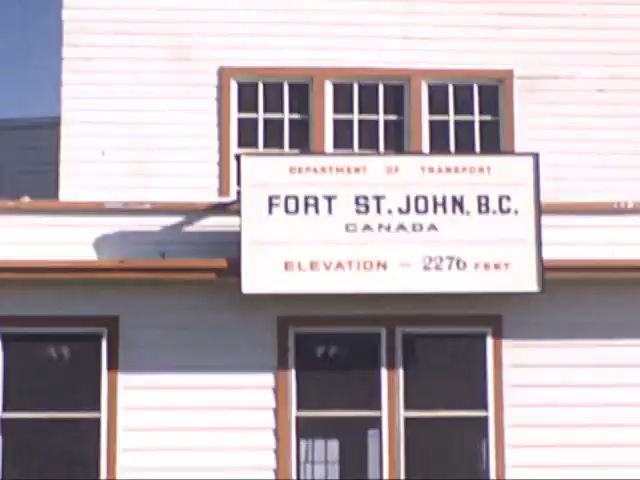 DEPARTMENT OF TRANSPORT
FORT ST. JOHN, B.C.
CANADA
ELEVATION - 2276 FEET